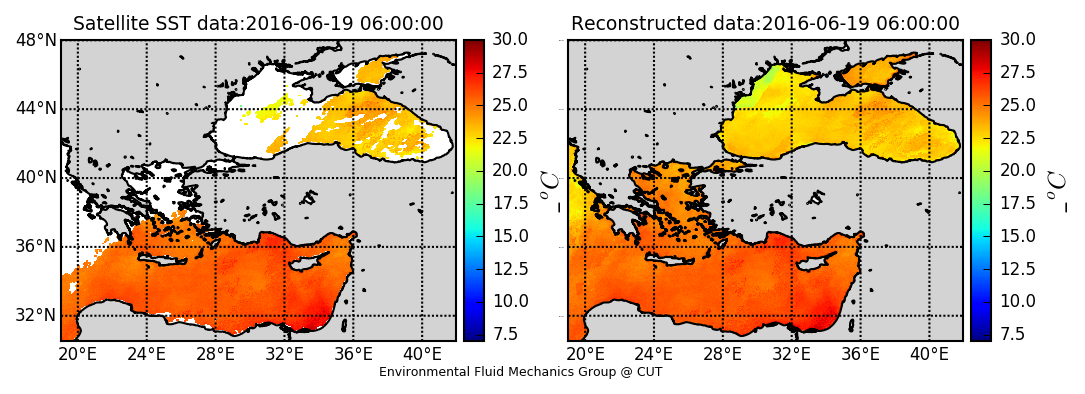 Satellite SST data:2016-06-19 06:00:00
48°N
44°N
40°N
36°N
32°N
20°E 24°E 28°E 32°E 36°E 40°E
30.0
27.5
25.0
22.5
20.0
17.5
15.0
12.5
10.0
7.5
_°C
Reconstructed data:2016-06-19 06:00:00
20°E 24°E 28°E 32°E 36°E 40°E
30.0
27.5
25.0
22.5
20.0
17.5
15.0
12.5
10.0
7.5
_°C
Environmental Fluid Mechanics Group @ CUT